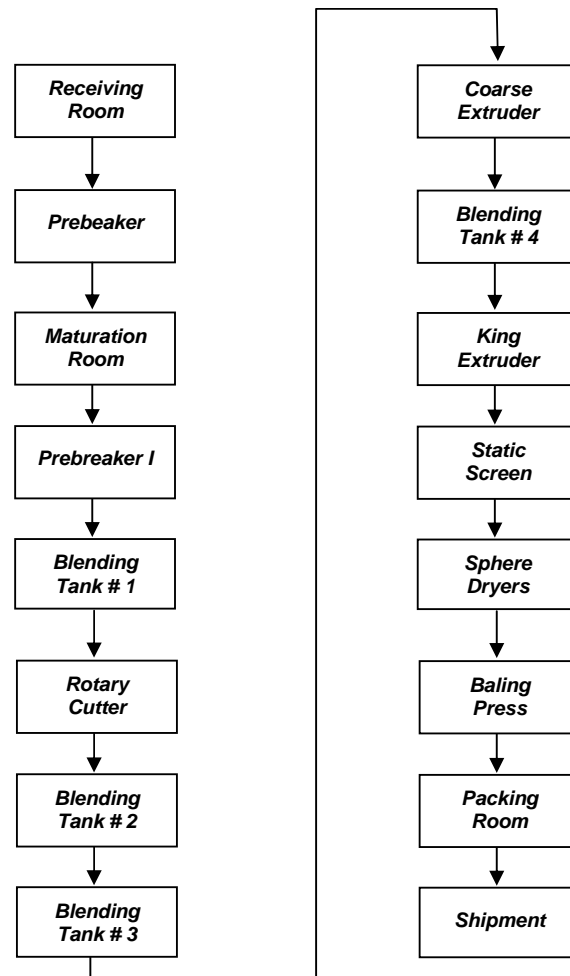 Receiving
Room
Prebeaker
Maturation
Room
Prebreaker I
Blending
Tank # 1
Rotary
Cutter
Blending
Tank # 2
Blending
Tank # 3
Coarse
Extruder
Blending
Tank # 4
King
Extruder
Static
Screen
Sphere
Dryers
Baling
Press
Packing
Room
Shipment